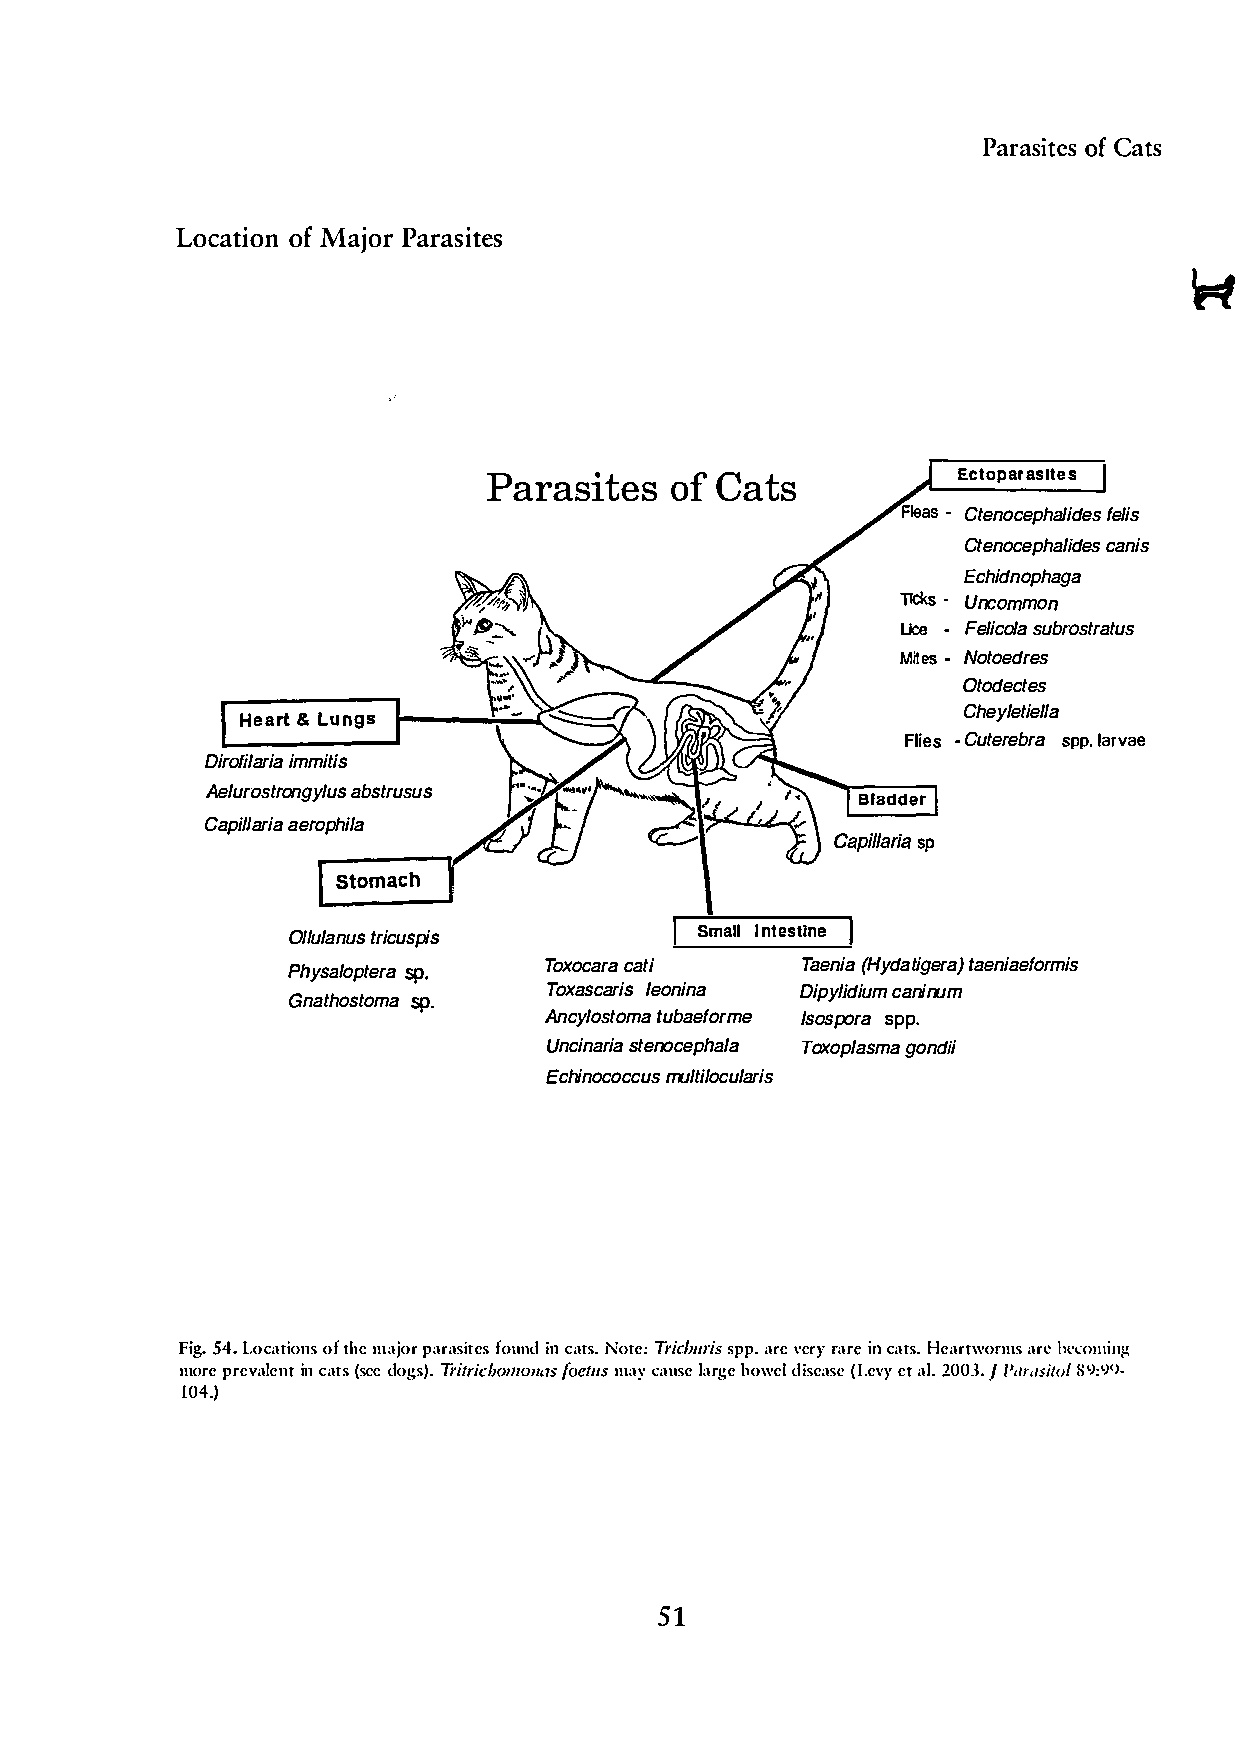 Parasites of Cats
Location of Major Parasites
Parasites of Cats
Ectoparasites
Fleas - Ctenocephalides felis
Ctenocephalides canis
Echidnophaga
Ticks - Uncommon
Lice - Felicola subrostratus
Mites - Notoedres
Otodectes
Cheyletiella
Flies - Cuterebra spp. larvae
Heart & Lungs
Dirofilaria immitis
Aelurostrongylus abstrusus
Capillaria aerophila
Bladder
Capillaria sp
Stomach
Ollulanus tricuspis
Physaloptera sp.
Gnathostoma sp.
Small Intestine
Toxocara cati
Toxascaris leonina
Ancylostoma tubaeforme
Uncinaria stenocephala
Echinococcus multilocularis
Taenia (Hydatigera) taeniaeformis
Dipylidium caninum
Isospora spp.
Toxoplasma gondii
Fig. 54. Locations of the major parasites found in cats. Note: Trichuris spp. are very rare in cats. Heartworms are becoming
more prevalent in cats (see dogs). Tritrichomonas foetus may cause large bowel disease (Levy et al. 2003. J Parasitol 89:99-
104.)
51